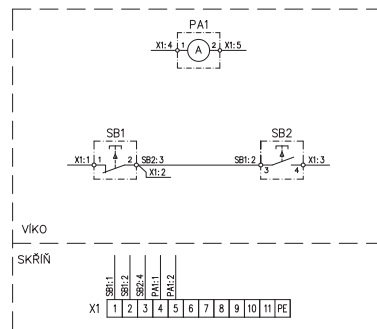 PA1
X1:4 1 A 2 X1:5
SB1 SB2
X1:1 1 2 SB2:3 SB1:2 3 4 X1:3
X1:2
VÍKO
SKŘÍŇ
SB1:1 SB1:2 SB2:4 PA1:1 PA1:2
X1 1 2 3 4 5 6 7 8 9 10 11 PE